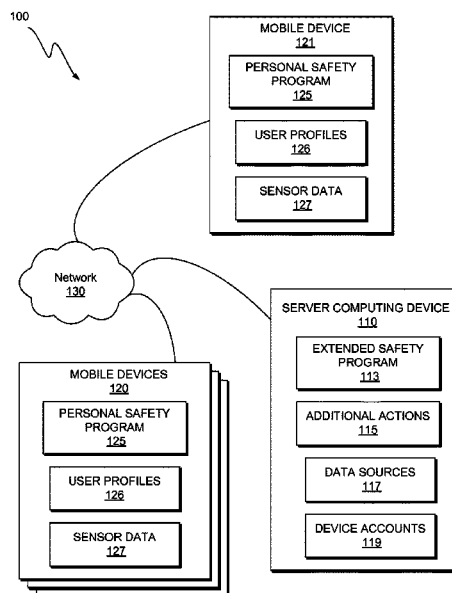 100
MOBILE DEVICE
121
PERSONAL SAFETY
PROGRAM
125
USER PROFILES
126
SENSOR DATA
127
Network
130
MOBILE DEVICES
120
PERSONAL SAFETY
PROGRAM
125
USER PROFILES
126
SENSOR DATA
127
SERVER COMPUTING DEVICE
110
EXTENDED SAFETY
PROGRAM
113
ADDITIONAL ACTIONS
115
DATA SOURCES
117
DEVICE ACCOUNTS
119